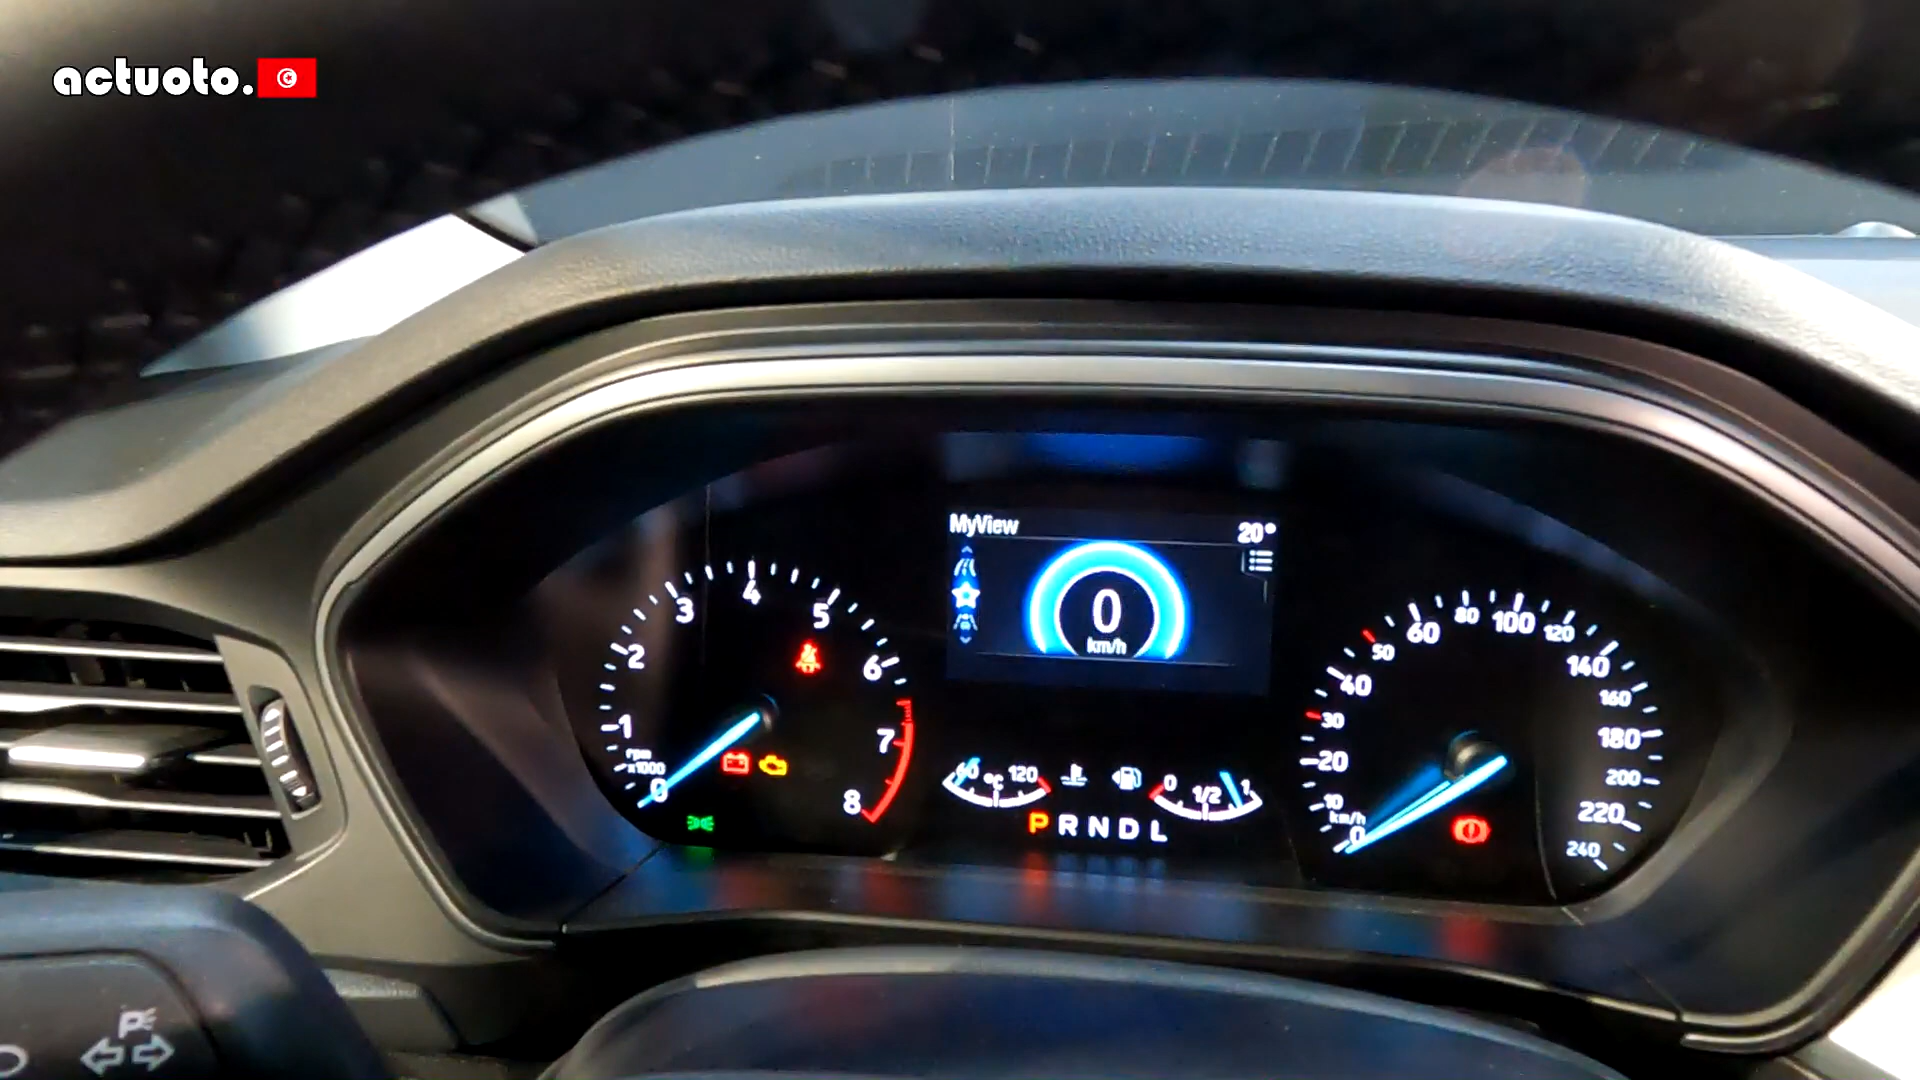 actuoto.
MyView 20°
0
km/h
0 1 2 3 4 5 6 7 8
rpm
x1000
60 °C 120
0 1/2 1
P R N D L
0 10 20 30 40 50 60 80 100 120 140 160 180 200 220 240
km/h
P